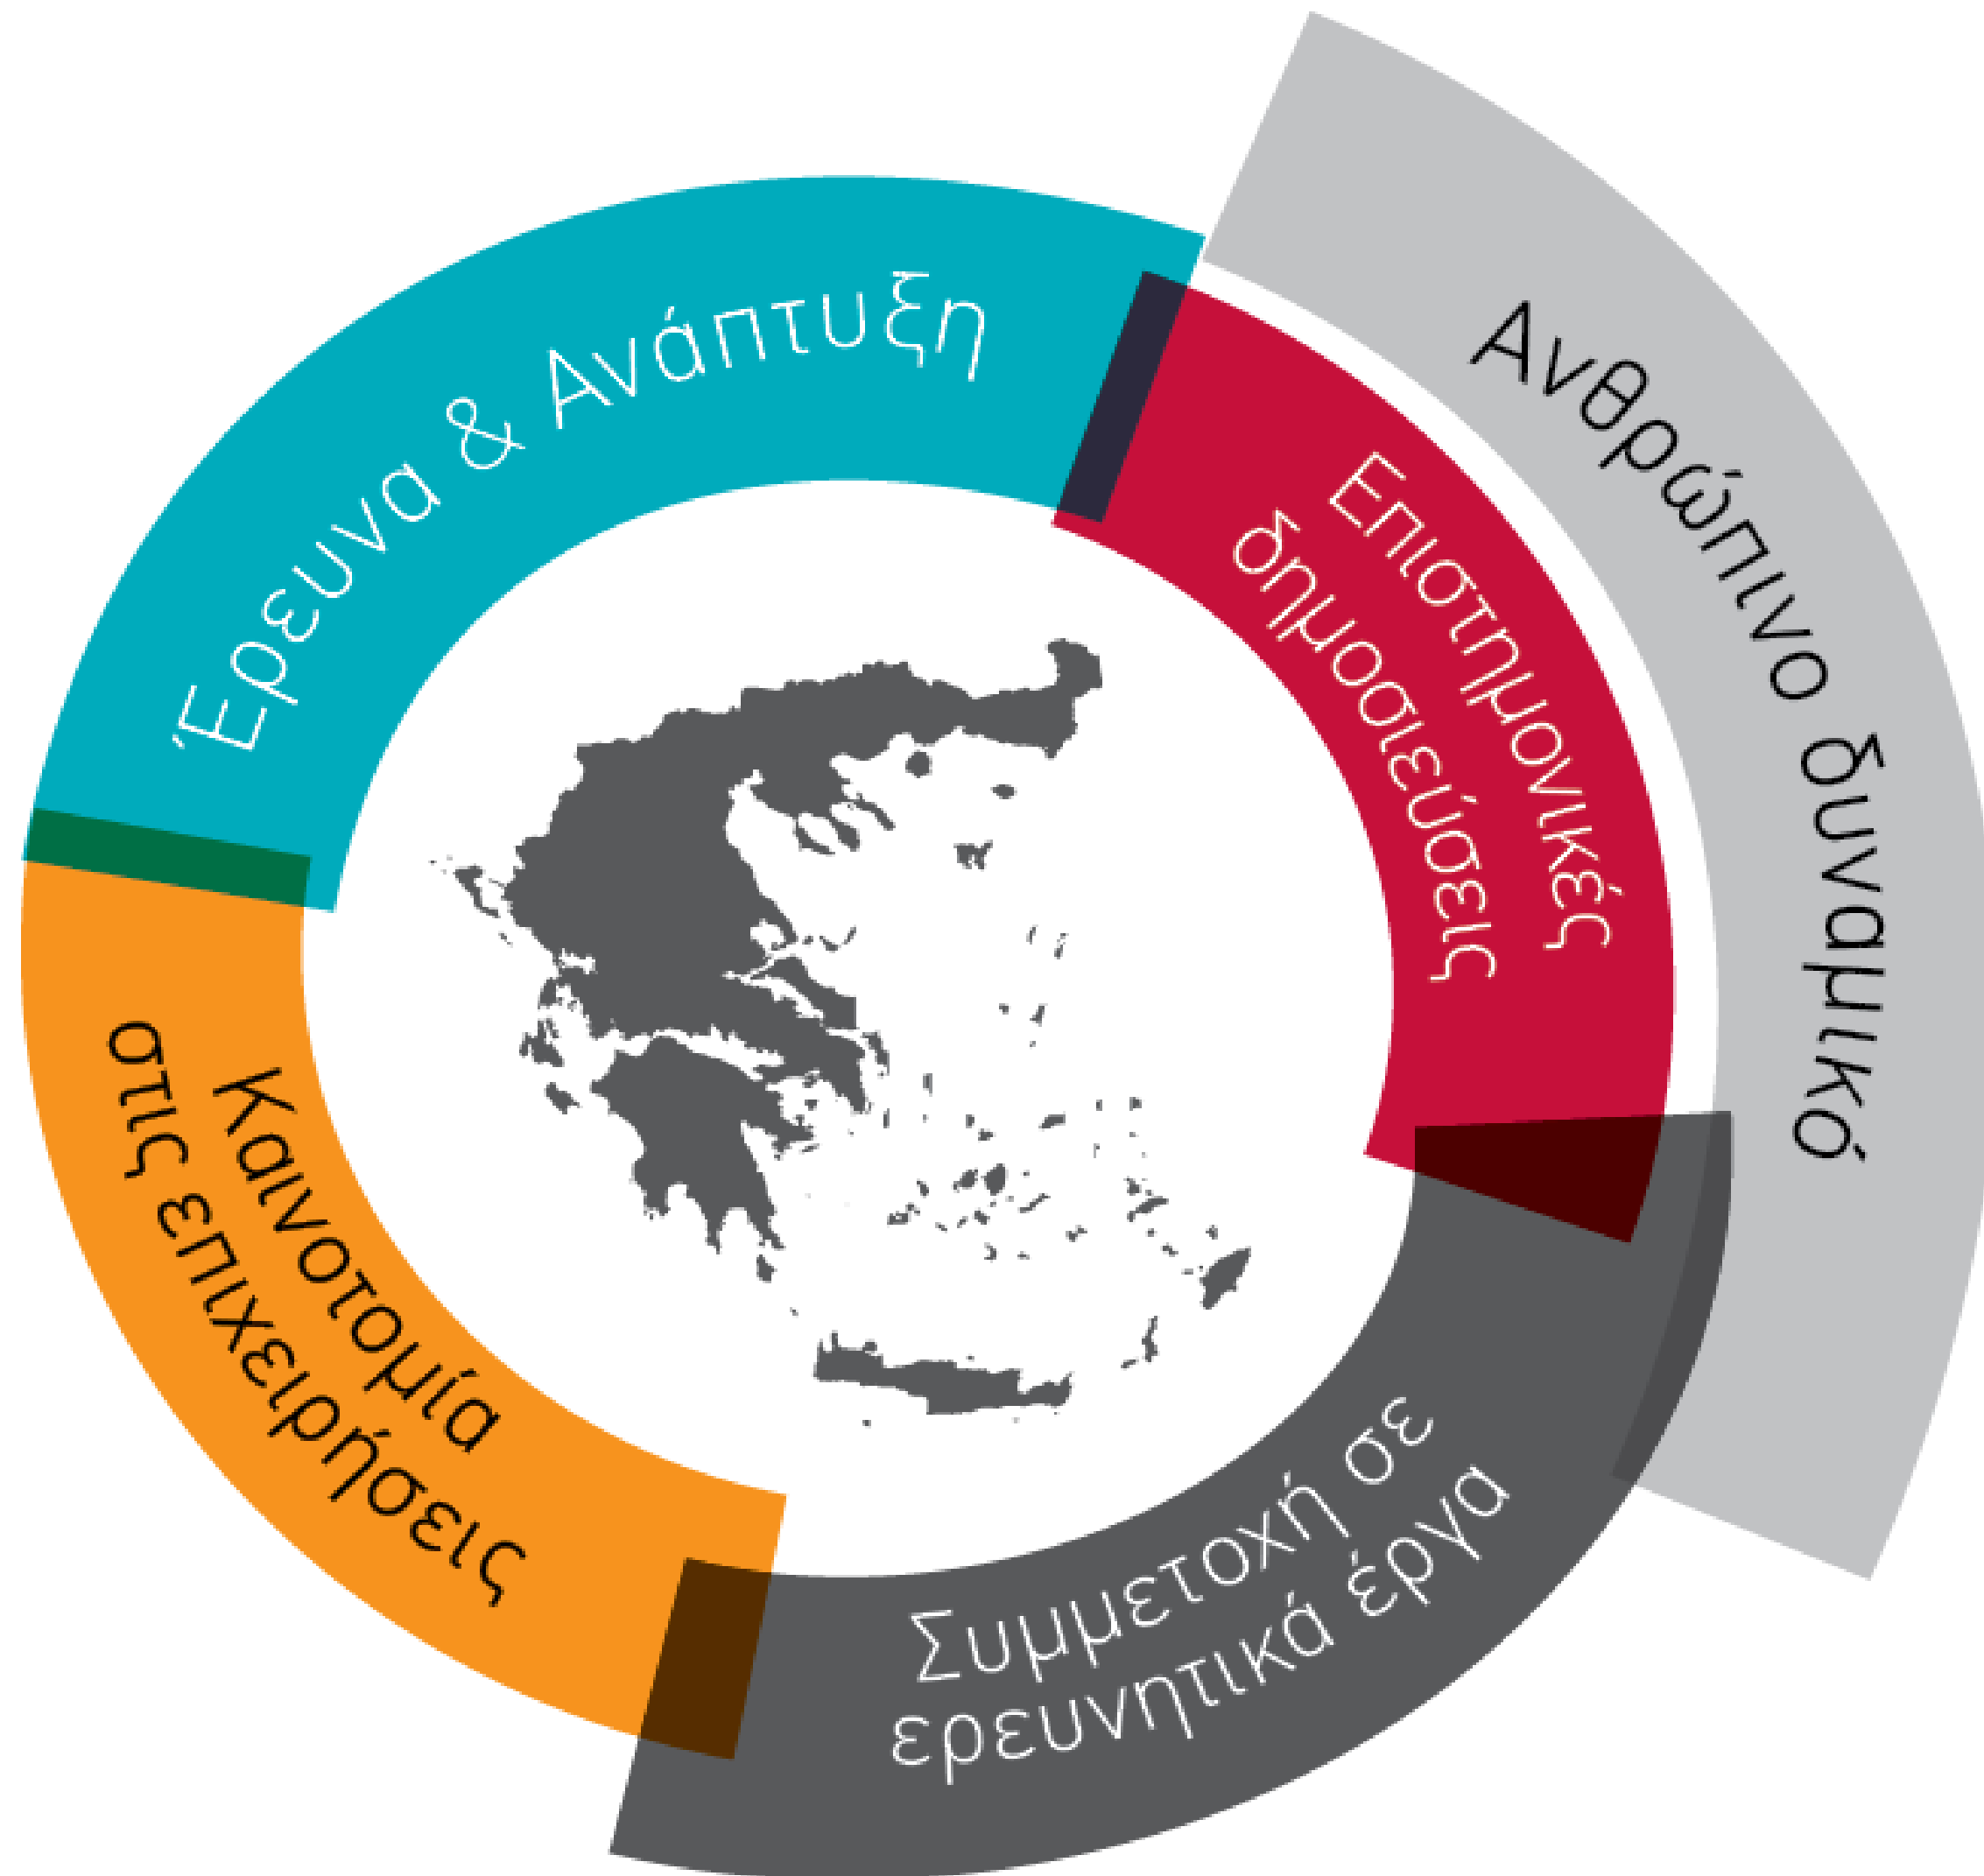 Έρευνα & Ανάπτυξη
Επιστημονικές
δημοσιεύσεις
Ανθρώπινο δυναμικό
Συμμετοχή σε
ερευνητικά έργα
Καινοτομία
στις επιχειρήσεις